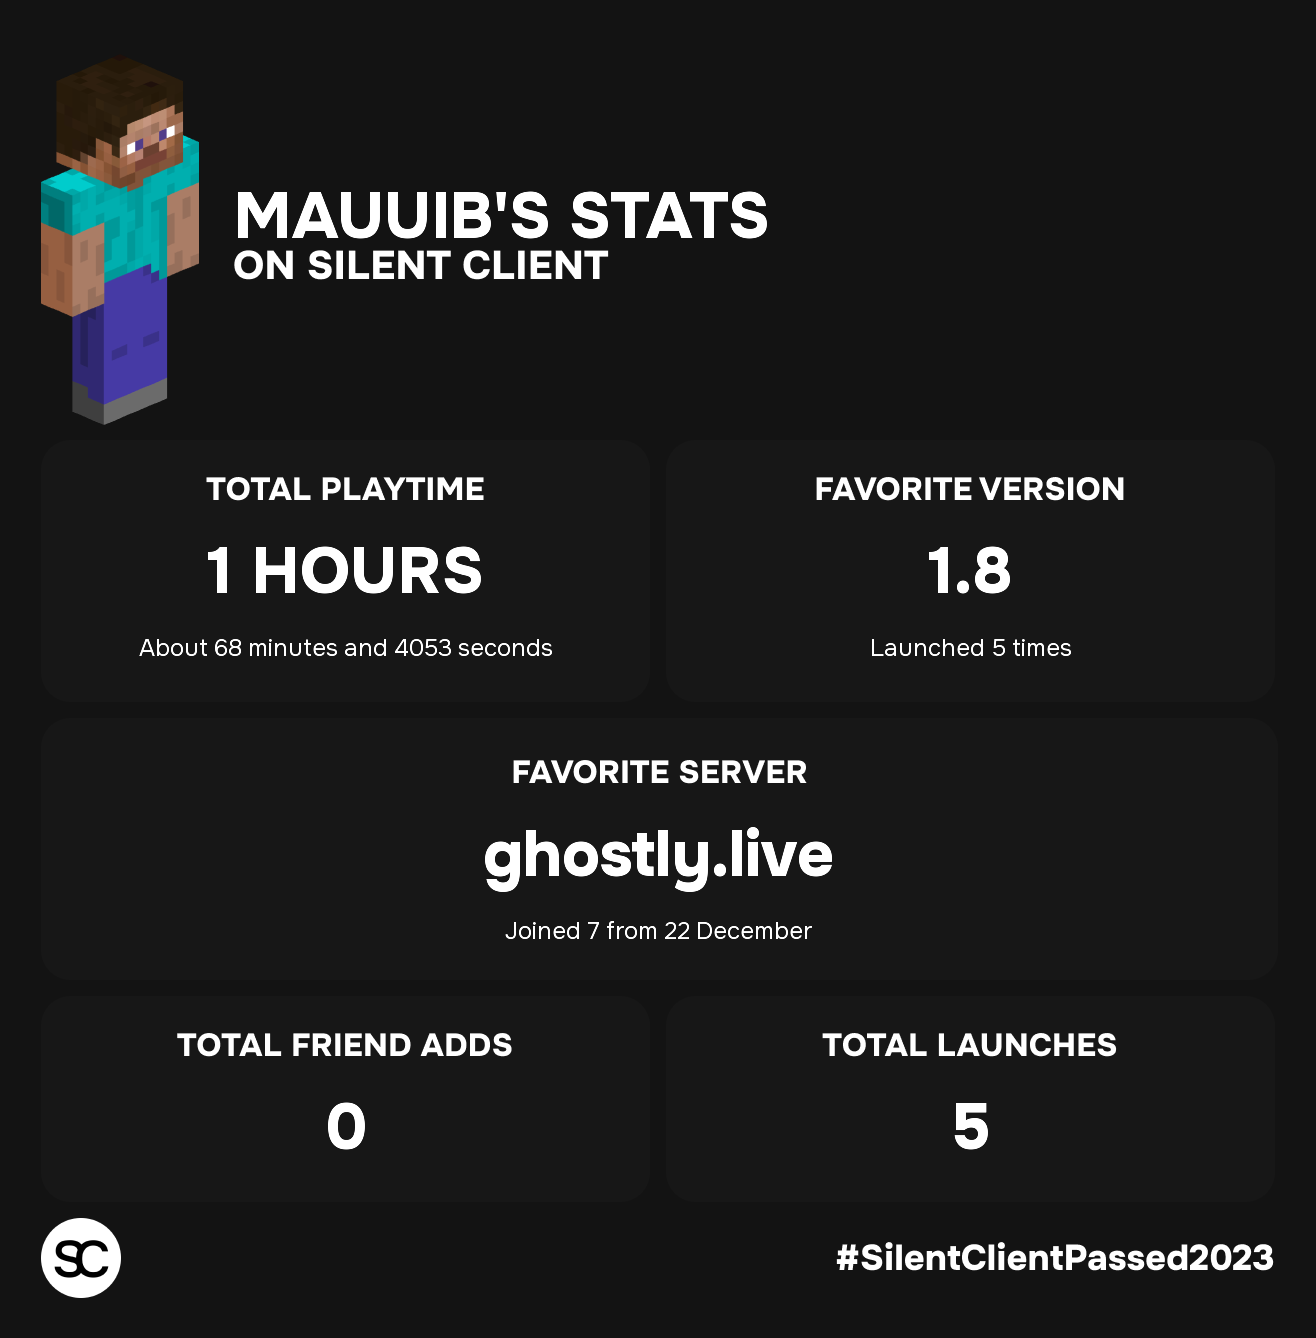 MAUUIB'S STATS
ON SILENT CLIENT
TOTAL PLAYTIME
1 HOURS
About 68 minutes and 4053 seconds
FAVORITE VERSION
1.8
Launched 5 times
FAVORITE SERVER
ghostly.live
Joined 7 from 22 December
TOTAL FRIEND ADDS
0
TOTAL LAUNCHES
5
SC
#SilentClientPassed2023